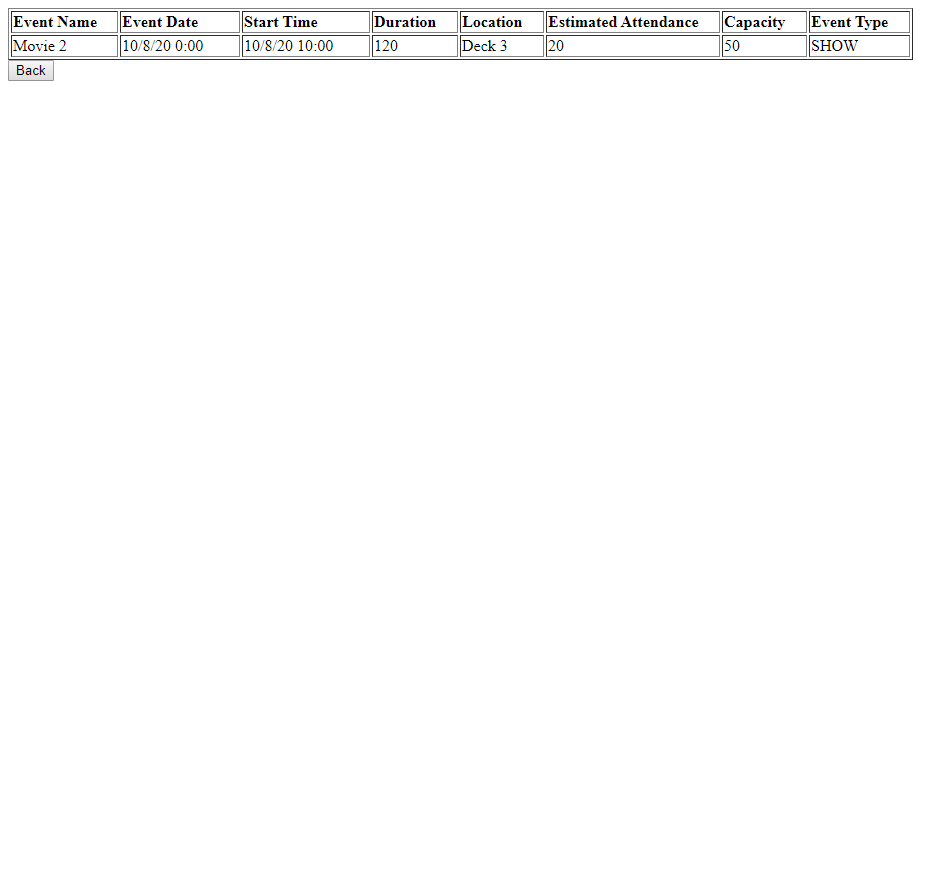 Event Name Event Date Start Time Duration Location Estimated Attendance Capacity Event Type
Movie 2 10/8/20 0:00 10/8/20 10:00 120 Deck 3 20 50 SHOW
Back